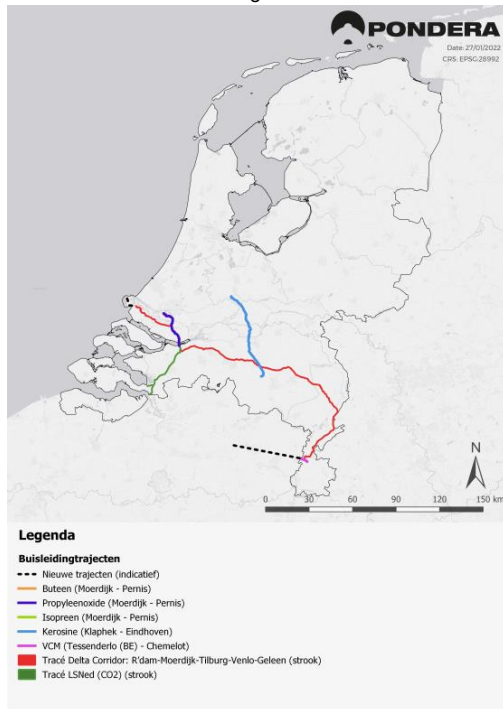 PONDERA
Date: 27/01/2022
CRS: EPSG:28992
N
0 30 60 90 120 150 km
Legenda
Buisleidingtrajecten
Nieuwe trajecten (indicatief)
Buteen (Moerdijk - Pernis)
Propyleenoxide (Moerdijk - Pernis)
Isopreen (Moerdijk - Pernis)
Kerosine (Klaphek - Eindhoven)
VCM (Tessenderlo (BE) - Chemelot)
Tracé Delta Corridor: R'dam-Moerdijk-Tilburg-Venlo-Geleen (strook)
Tracé LSNed (CO2) (strook)